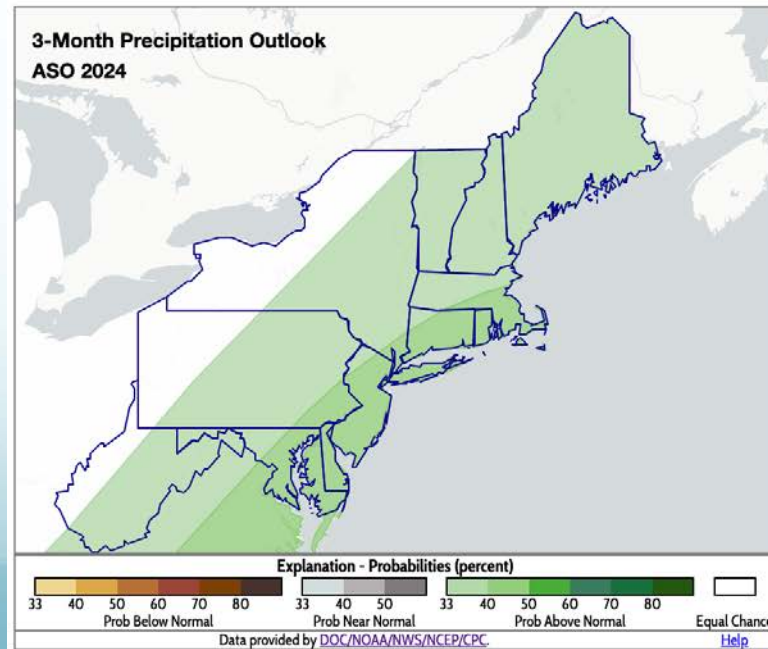 3-Month Precipitation Outlook
ASO 2024
Explanation - Probabilities (percent)
33 40 50 60 70 80 33 40 50 33 40 50 60 70 80
Prob Below Normal Prob Near Normal Prob Above Normal Equal Chance
Data provided by DOC/NOAA/NWS/NCEP/CPC. Help